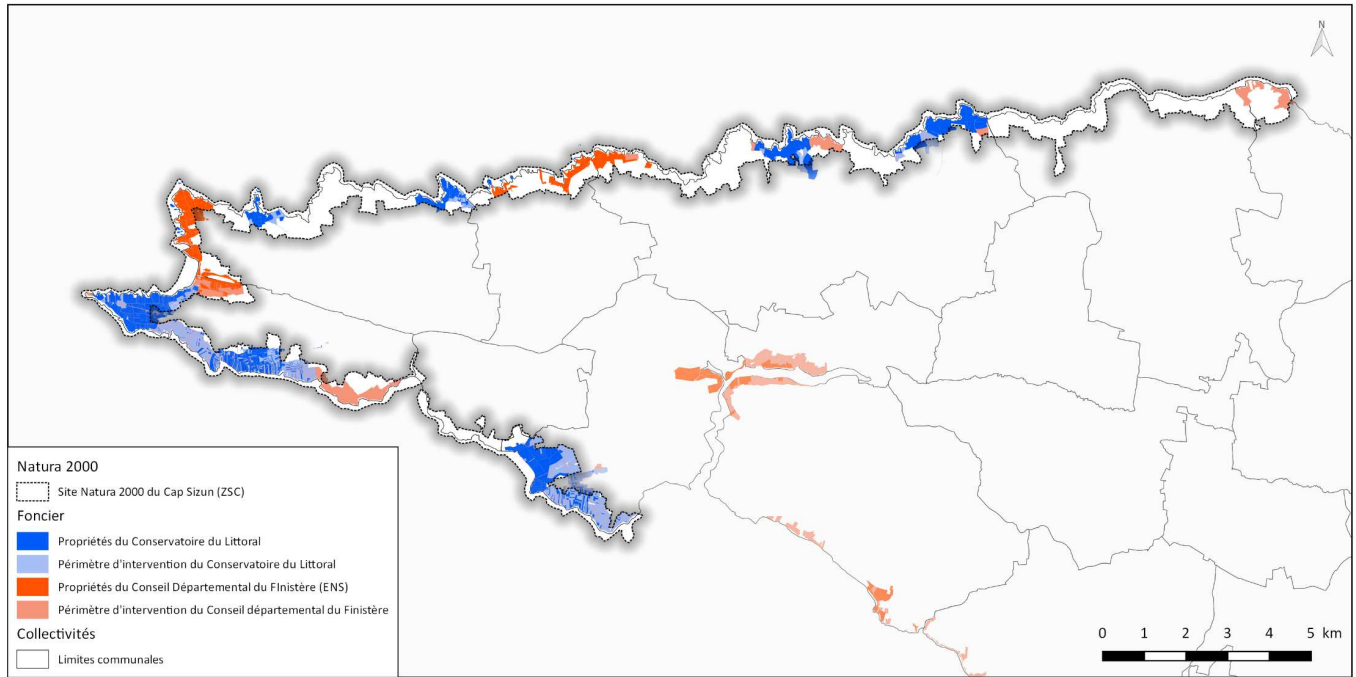 N
Natura 2000
Site Natura 2000 du Cap Sizun (ZSC)
Foncier
Propriétés du Conservatoire du Littoral
Périmètre d'intervention du Conservatoire du Littoral
Propriétés du Conseil Départemental du FInistère (ENS)
Périmètre d'intervention du Conseil départemental du Finistère
Collectivités
Limites communales
0 1 2 3 4 5 km